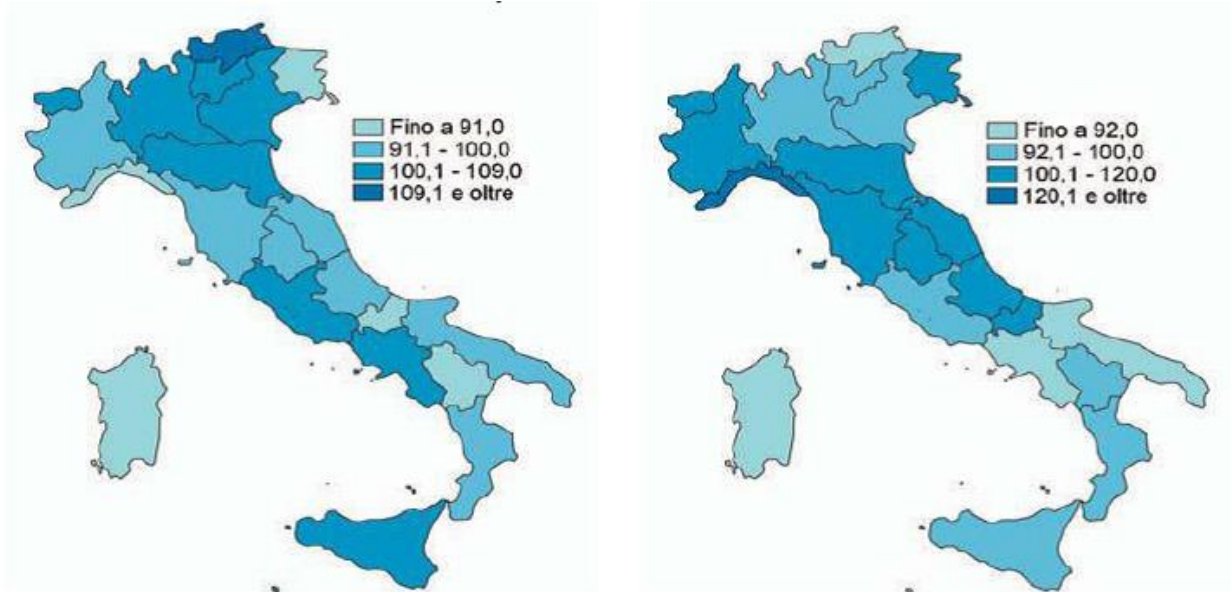 Fino a 91,0
91,1 - 100,0
100,1 - 109,0
109,1 e oltre
Fino a 92,0
92,1 - 100,0
100,1 - 120,0
120,1 e oltre